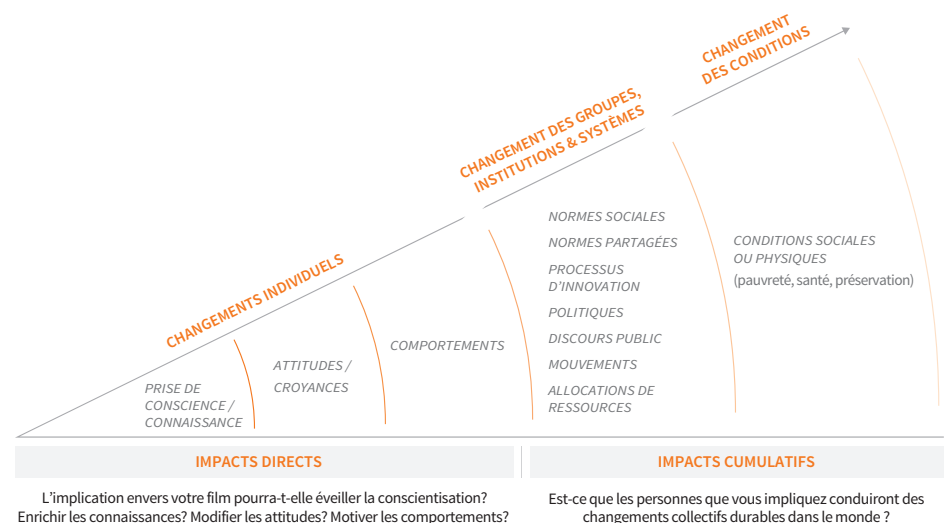 CHANGEMENT
DES CONDITIONS
CHANGEMENT DES GROUPES,
INSTITUTIONS & SYSTÈMES
CHANGEMENTS INDIVIDUELS
PRISE DE
CONSCIENCE /
CONNAISSANCE
ATTITUDES /
CROYANCES
COMPORTEMENTS
NORMES SOCIALES
NORMES PARTAGÉES
PROCESSUS
D'INNOVATION
POLITIQUES
DISCOURS PUBLIC
MOUVEMENTS
ALLOCATIONS DE
RESSOURCES
CONDITIONS SOCIALES
OU PHYSIQUES
(pauvreté, santé, préservation)
IMPACTS DIRECTS
L'implication envers votre film pourra-t-elle éveiller la conscientisation?
Enrichir les connaissances? Modifier les attitudes? Motiver les comportements?
IMPACTS CUMULATIFS
Est-ce que les personnes que vous impliquez conduiront des
changements collectifs durables dans le monde ?